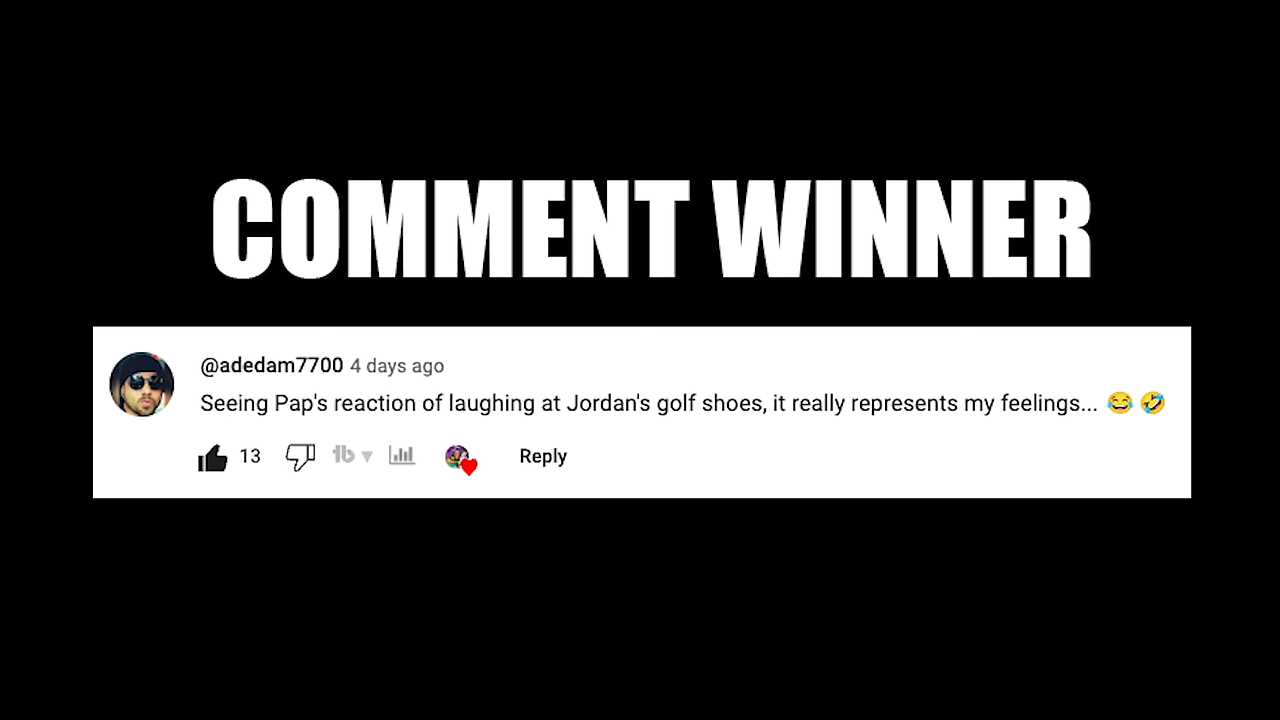 COMMENT WINNER
@adedam7700 4 days ago
Seeing Pap's reaction of laughing at Jordan's golf shoes, it really represents my feelings... 😂 🤣
13 tb Reply